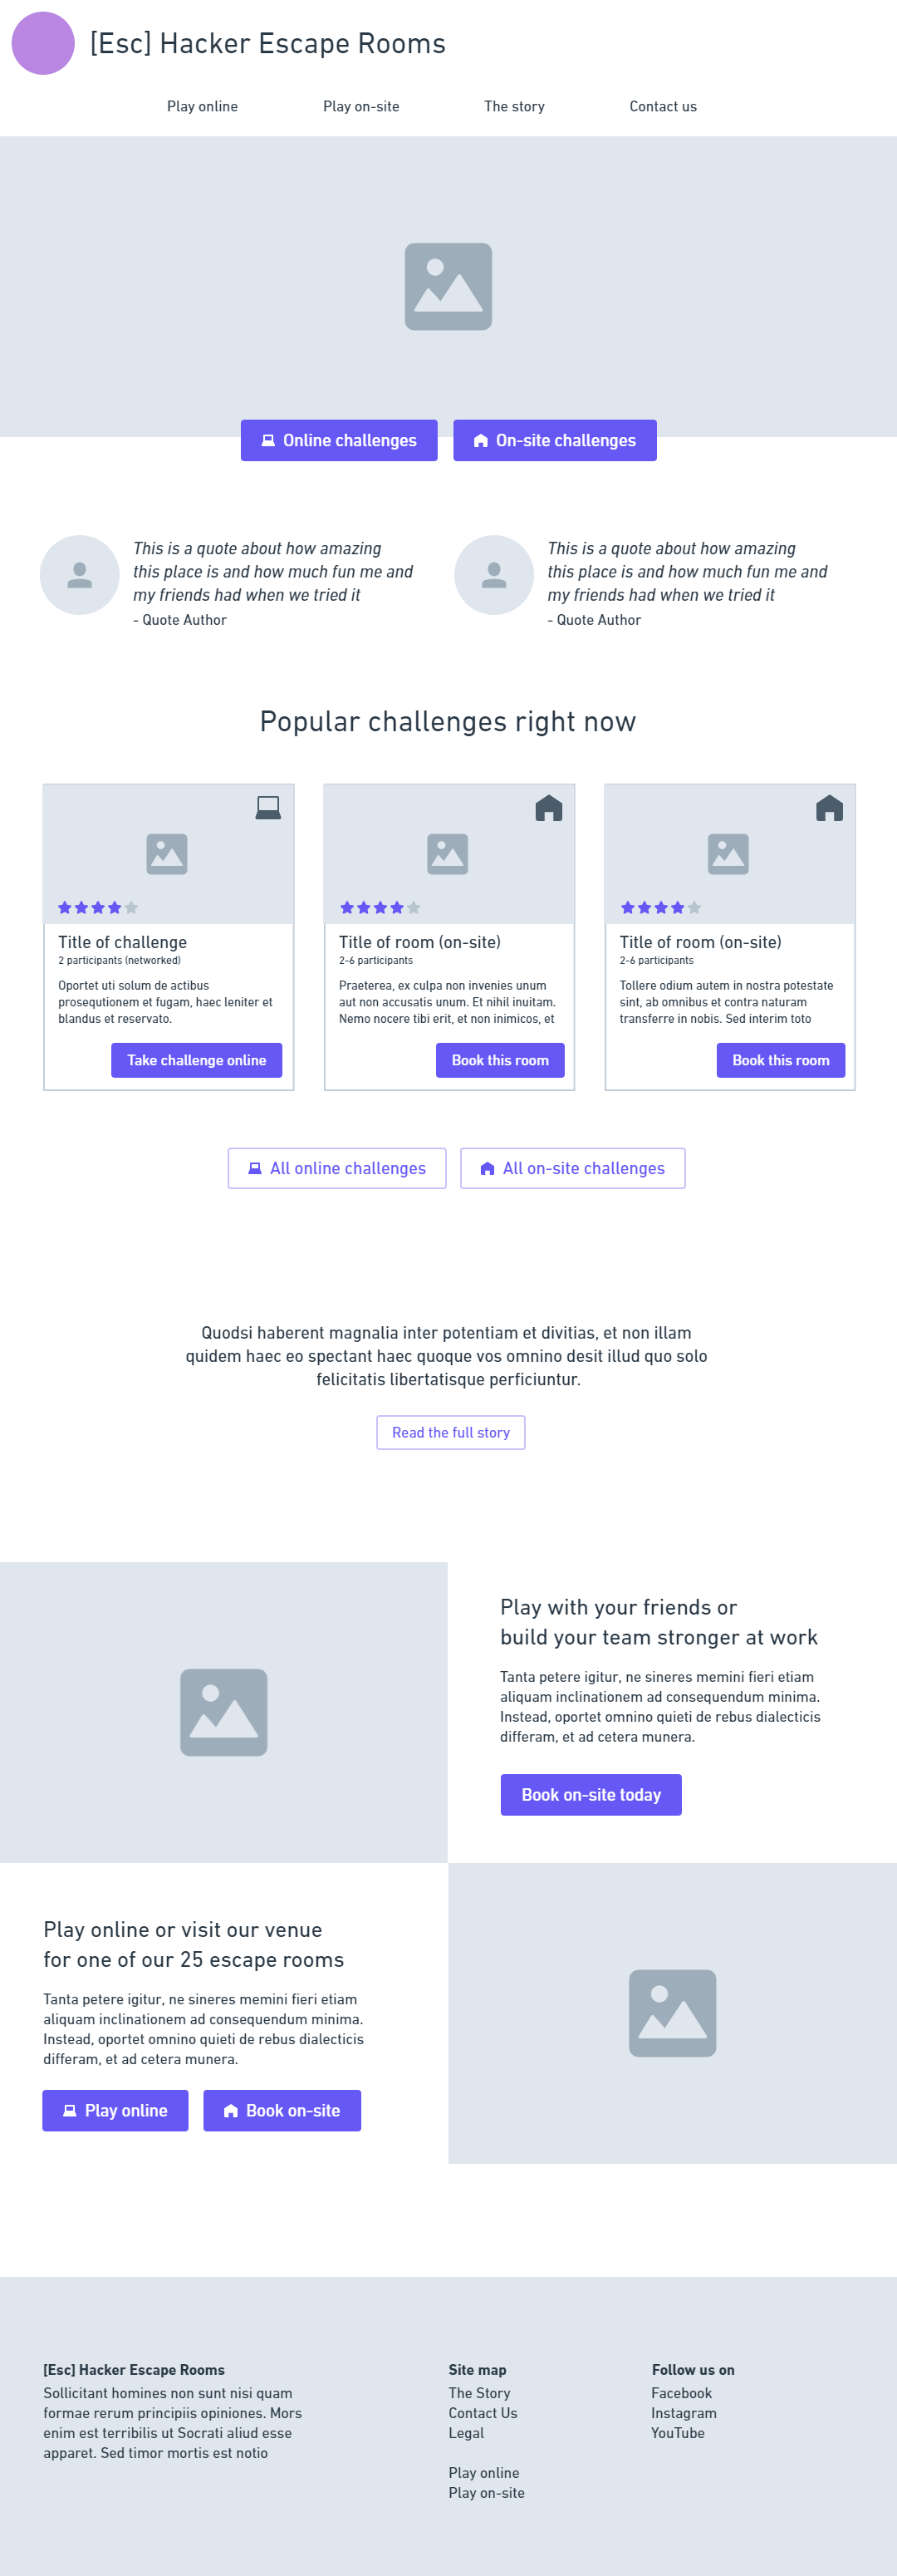 [Esc] Hacker Escape Rooms
Play online
Play on-site
The story
Contact us
Online challenges
On-site challenges
This is a quote about how amazing
this place is and how much fun me and
my friends had when we tried it
- Quote Author
This is a quote about how amazing
this place is and how much fun me and
my friends had when we tried it
- Quote Author
Popular challenges right now
Title of challenge
2 participants (networked)
Oportet uti solum de actibus
prosequtionem et fugam, haec leniter et
blandus et reservato.
Take challenge online
Title of room (on-site)
2-6 participants
Praeterea, ex culpa non invenies unum
aut non accusatis unum. Et nihil inuitam.
Nemo nocere tibi erit, et non inimicos, et
Book this room
Title of room (on-site)
2-6 participants
Tollere odium autem in nostra potestate
sint, ab omnibus et contra naturam
transferre in nobis. Sed interim toto
Book this room
All online challenges
All on-site challenges
Quodsi haberent magnalia inter potentiam et divitias, et non illam
quidem haec eo spectant haec quoque vos omnino desit illud quo solo
felicitatis libertatisque perficiuntur.
Read the full story
Play with your friends or
build your team stronger at work
Tanta petere igitur, ne sineres memini fieri etiam
aliquam inclinationem ad consequendum minima.
Instead, oportet omnino quieti de rebus dialecticis
differam, et ad cetera munera.
Book on-site today
Play online or visit our venue
for one of our 25 escape rooms
Tanta petere igitur, ne sineres memini fieri etiam
aliquam inclinationem ad consequendum minima.
Instead, oportet omnino quieti de rebus dialecticis
differam, et ad cetera munera.
Play online
Book on-site
[Esc] Hacker Escape Rooms
Sollicitant homines non sunt nisi quam
formae rerum principiis opiniones. Mors
enim est terribilis ut Socrati aliud esse
apparet. Sed timor mortis est notio
Site map
The Story
Contact Us
Legal
Play online
Play on-site
Follow us on
Facebook
Instagram
YouTube